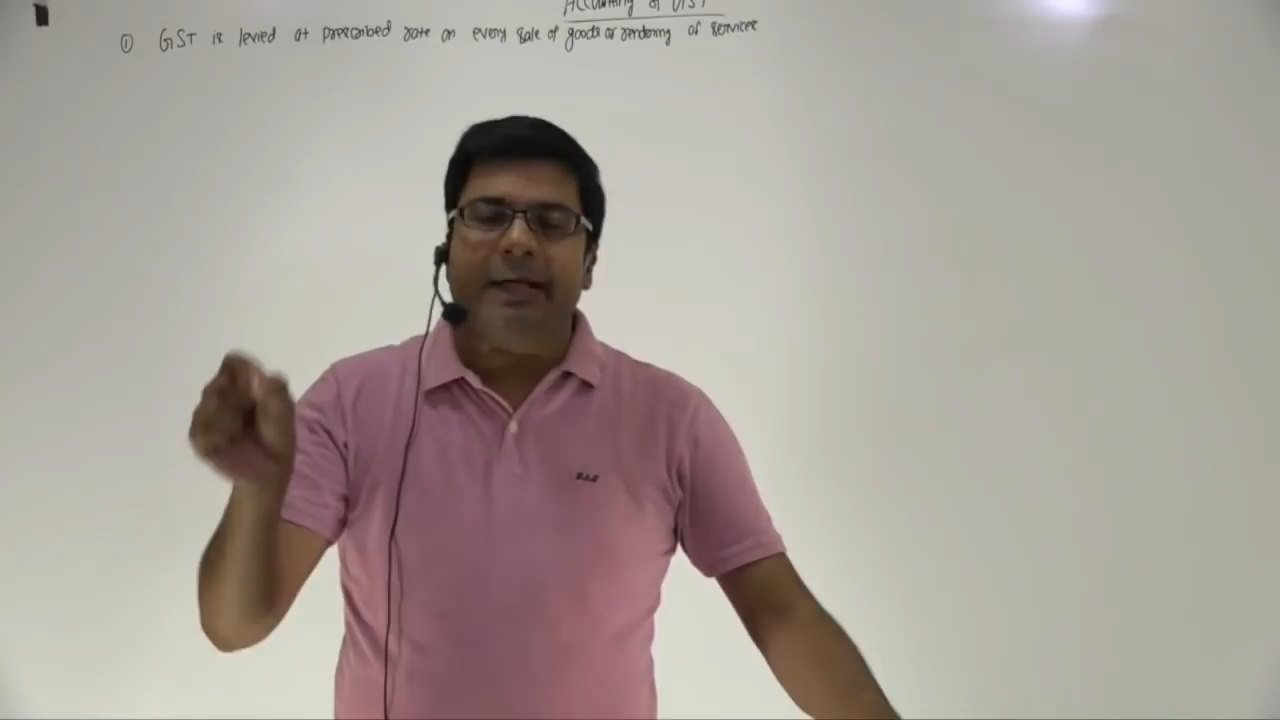 Accounting of GST
① GST is levied at prescribed rate on every sale of goods or rendering of services